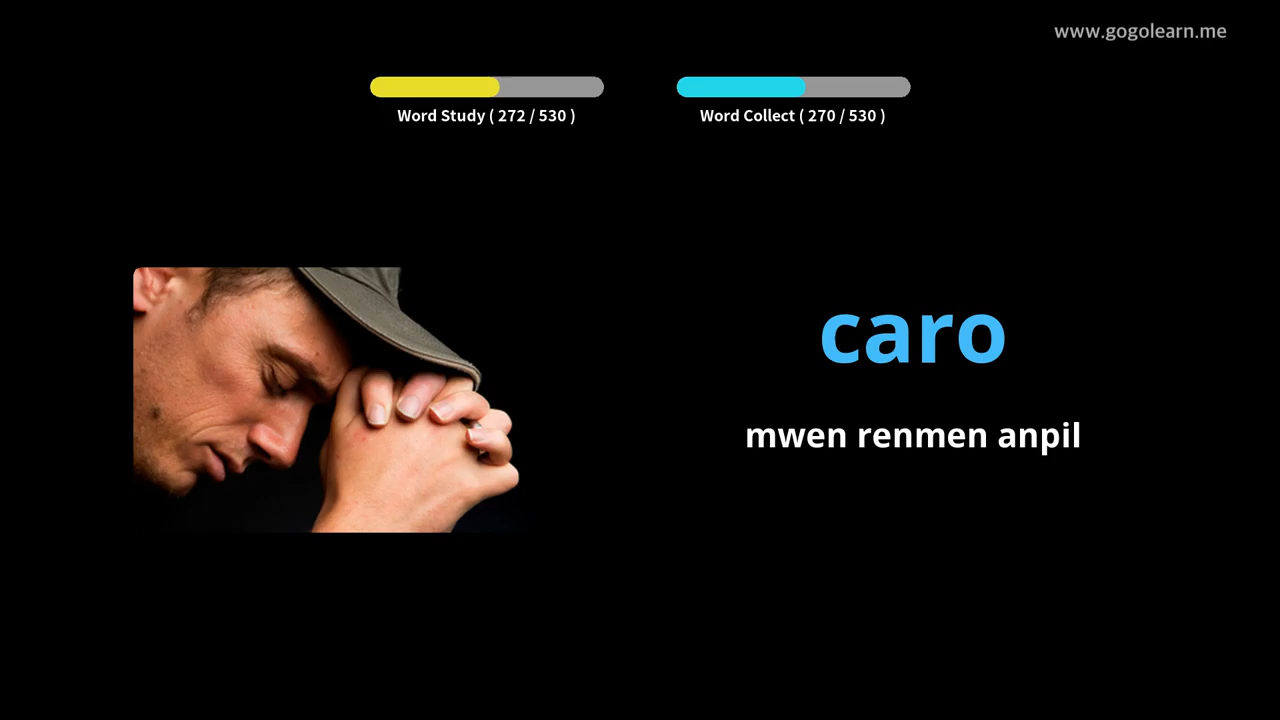 www.gogolearn.me
Word Study ( 272 / 530 )
Word Collect ( 270 / 530 )
caro
mwen renmen anpil